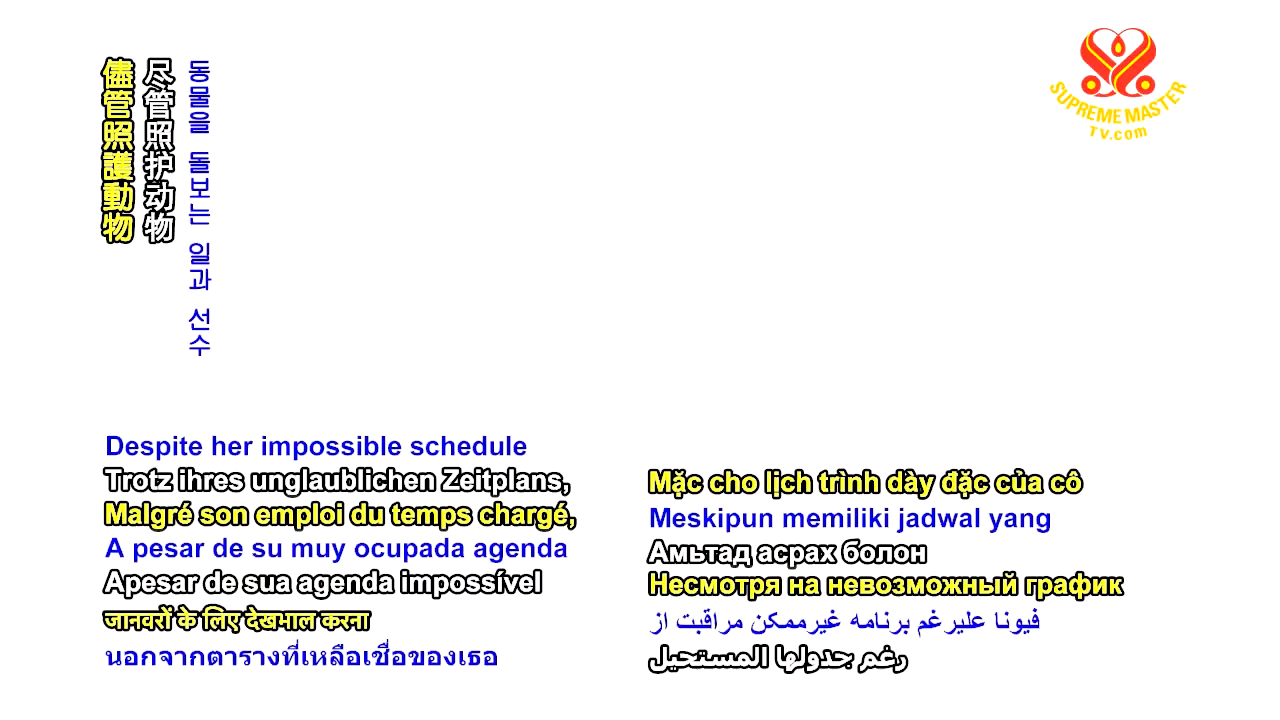 儘管照護動物
尽管照护动物
동물을 돌보는 일과 선수
SUPREME MASTER
TV.com
Despite her impossible schedule
Trotz ihres unglaublichen Zeitplans,
Malgré son emploi du temps chargé,
A pesar de su muy ocupada agenda
Apesar de sua agenda impossível
जानवरों के लिए देखभाल करना
นอกจากตารางที่เหลือเชื่อของเธอ
Mặc cho lịch trình dày đặc của cô
Meskipun memiliki jadwal yang
Амьтад асрах болон
Несмотря на невозможный график
فیونا علیرغم برنامه غیرممکن مراقبت از
رغم جدولها المستحيل